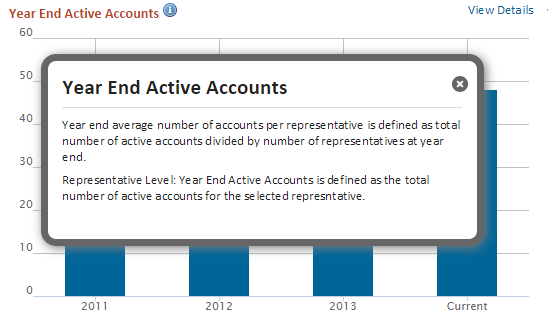 Year End Active Accounts
View Details
60
50
40
30
20
10
0
Year End Active Accounts
Year end average number of accounts per representative is defined as total
number of active accounts divided by number of representatives at year
end.
Representative Level: Year End Active Accounts is defined as the total
number of active accounts for the selected represntative.
2011
2012
2013
Current